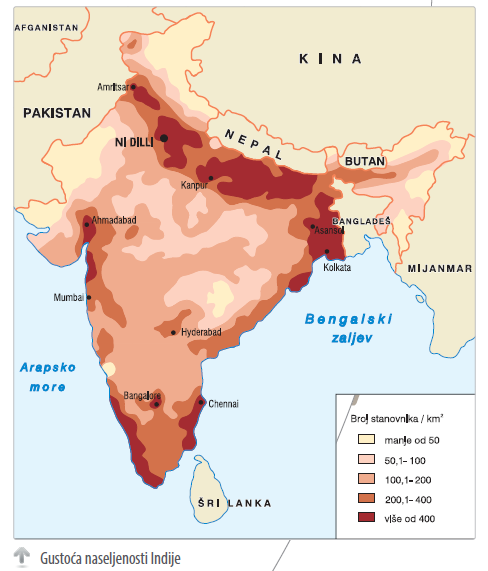 AFGANISTAN
K I N A
Amritsar
PAKISTAN
NI DILLI
NEPAL
BUTAN
Kanpur
Ahmadabad
BANGLADEŠ
Asansol
Kolkata
MIJANMAR
Mumbai
Hyderabad
Bengalski
zaljev
Arapsko
more
Bangalore
Chennai
ŠRI LANKA
Broj stanovnika / km²
manje od 50
50,1– 100
100,1– 200
200,1– 400
više od 400
Gustoća naseljenosti Indije